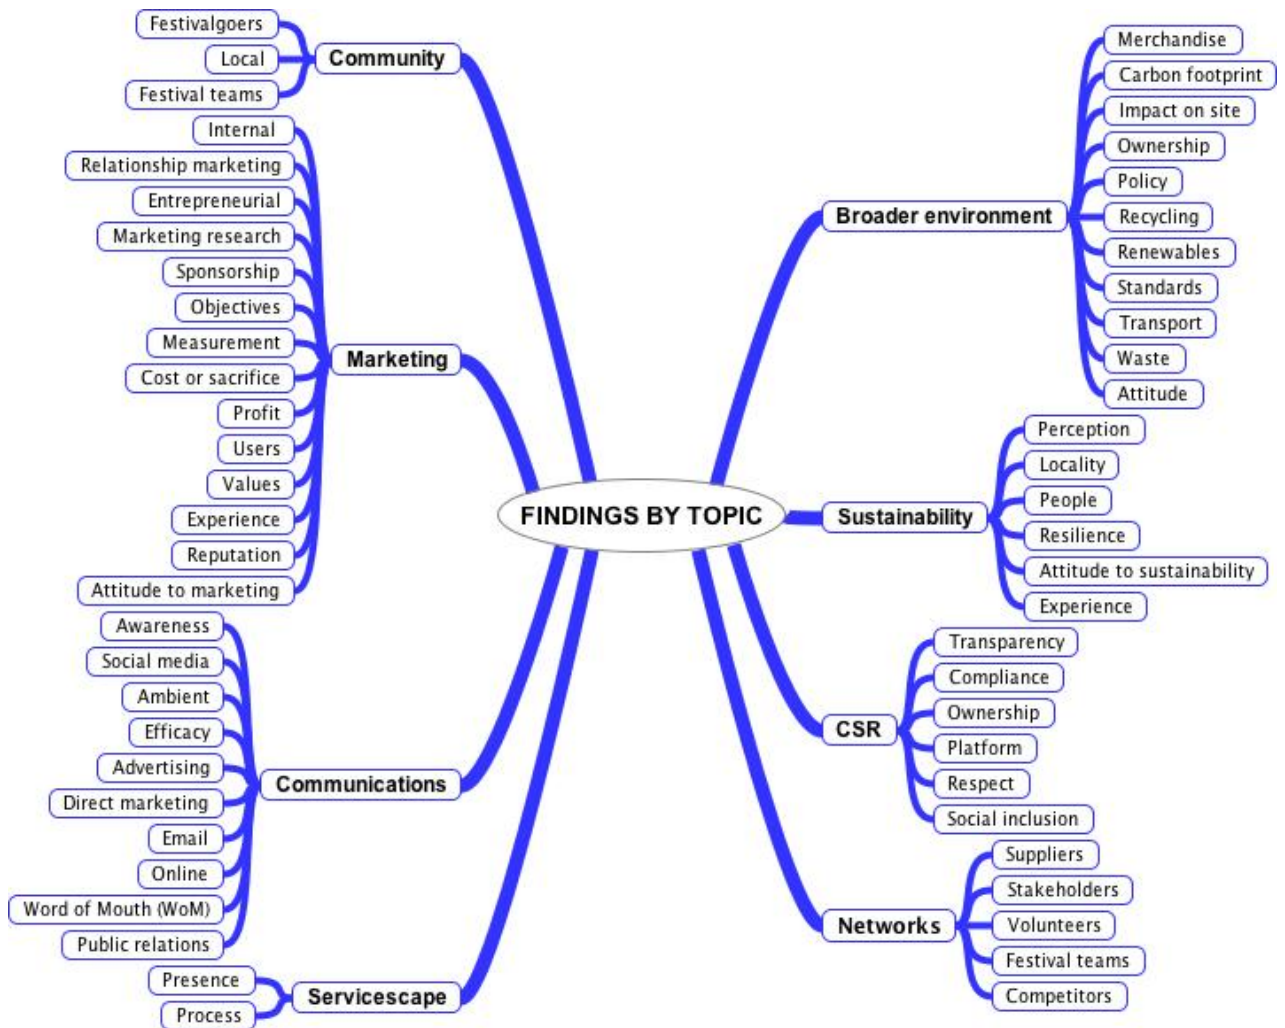 Festivalgoers
Local
Festival teams
Community
Internal
Relationship marketing
Entrepreneurial
Marketing research
Sponsorship
Objectives
Measurement
Cost or sacrifice
Profit
Users
Values
Experience
Reputation
Attitude to marketing
Marketing
Awareness
Social media
Ambient
Efficacy
Advertising
Direct marketing
Email
Online
Word of Mouth (WoM)
Public relations
Communications
Presence
Process
Servicescape
FINDINGS BY TOPIC
Broader environment
Merchandise
Carbon footprint
Impact on site
Ownership
Policy
Recycling
Renewables
Standards
Transport
Waste
Attitude
Sustainability
Perception
Locality
People
Resilience
Attitude to sustainability
Experience
CSR
Transparency
Compliance
Ownership
Platform
Respect
Social inclusion
Networks
Suppliers
Stakeholders
Volunteers
Festival teams
Competitors